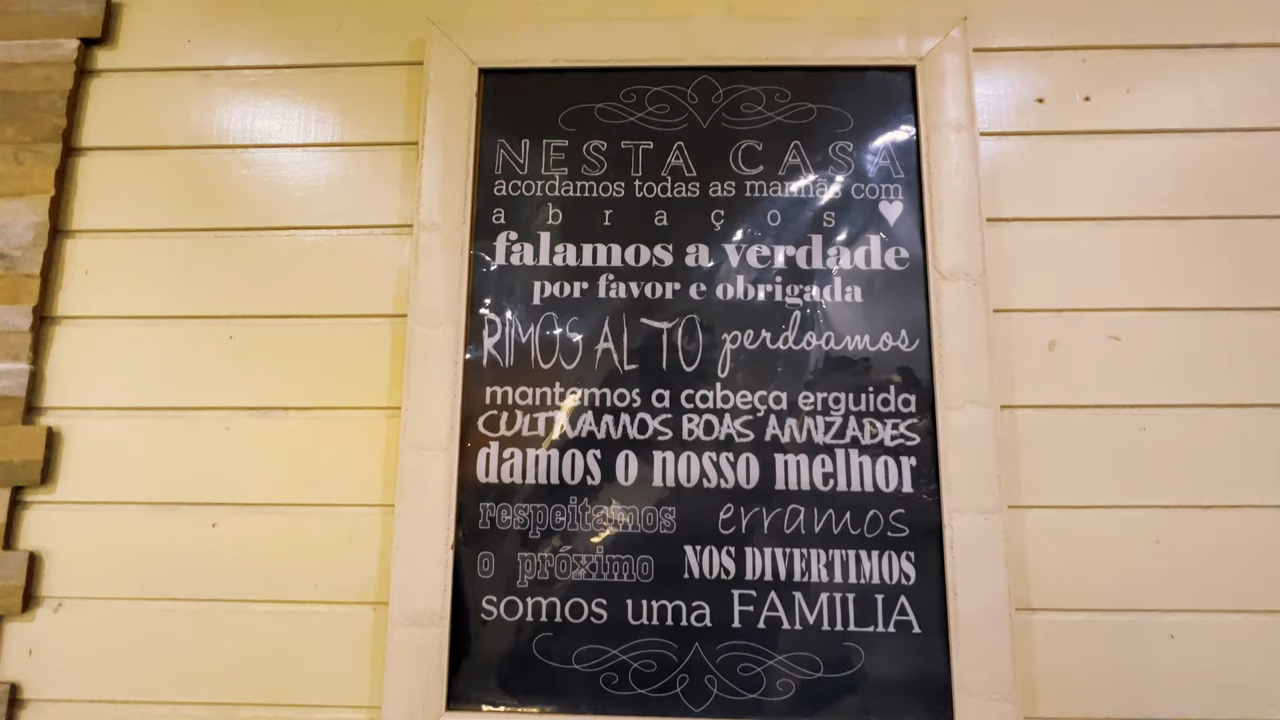 NESTA CASA
acordamos todas as manhãs com
abraços
falamos a verdade
por favor e obrigada
RIMOS ALTO perdoamos
mantemos a cabeça erguida
CULTIVAMOS BOAS AMIZADES
damos o nosso melhor
respeitamos erramos
o próximo NOS DIVERTIMOS
somos uma FAMILIA